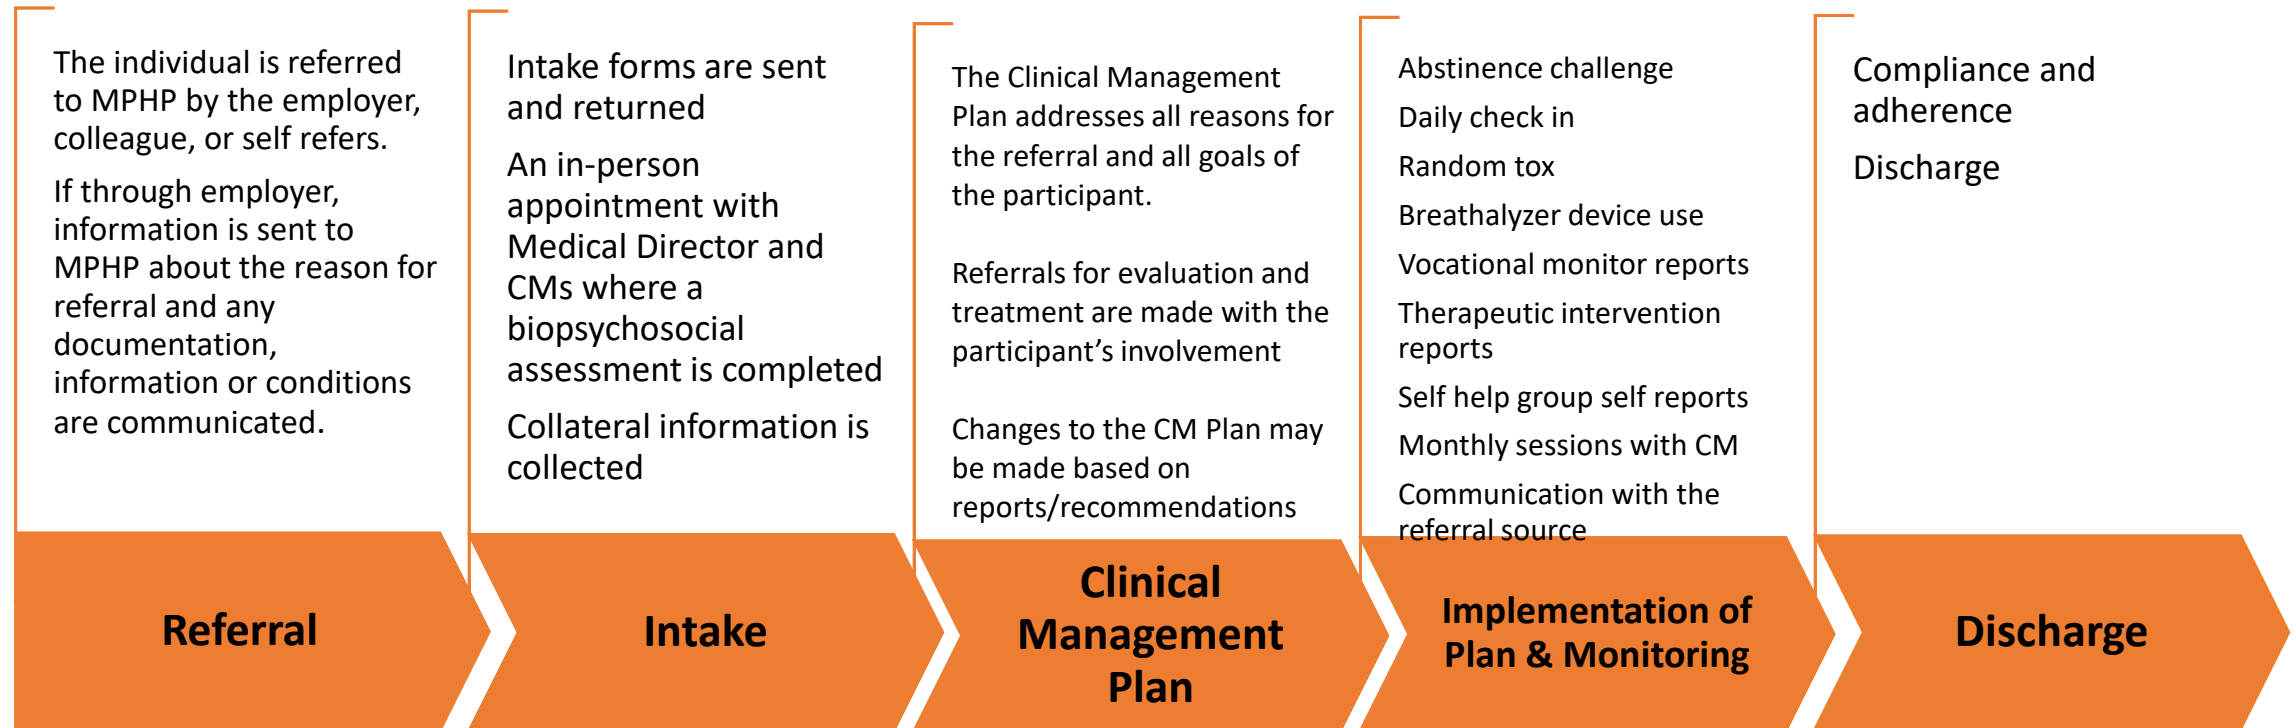 The individual is referred
to MPHP by the employer,
colleague, or self refers.
If through employer,
information is sent to
MPHP about the reason for
referral and any
documentation,
information or conditions
are communicated.
Referral
Intake forms are sent
and returned
An in-person
appointment with
Medical Director and
CMs where a
biopsychosocial
assessment is completed
Collateral information is
collected
Intake
The Clinical Management
Plan addresses all reasons for
the referral and all goals of
the participant.
Referrals for evaluation and
treatment are made with the
participant’s involvement
Changes to the CM Plan may
be made based on
reports/recommendations
Clinical
Management
Plan
Abstinence challenge
Daily check in
Random tox
Breathalyzer device use
Vocational monitor reports
Therapeutic intervention
reports
Self help group self reports
Monthly sessions with CM
Communication with the
referral source
Implementation of
Plan & Monitoring
Compliance and
adherence
Discharge
Discharge